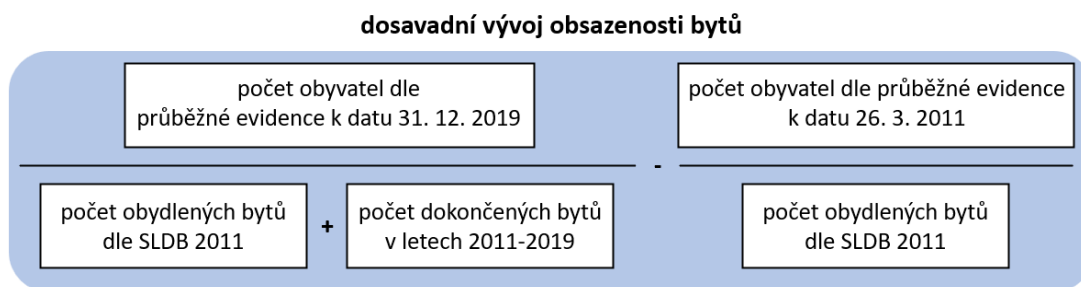 dosavadní vývoj obsazenosti bytů
počet obyvatel dle
průběžné evidence k datu 31. 12. 2019
-
počet obyvatel dle průběžné evidence
k datu 26. 3. 2011
počet obydlených bytů
dle SLDB 2011
+
počet dokončených bytů
v letech 2011-2019
počet obydlených bytů
dle SLDB 2011